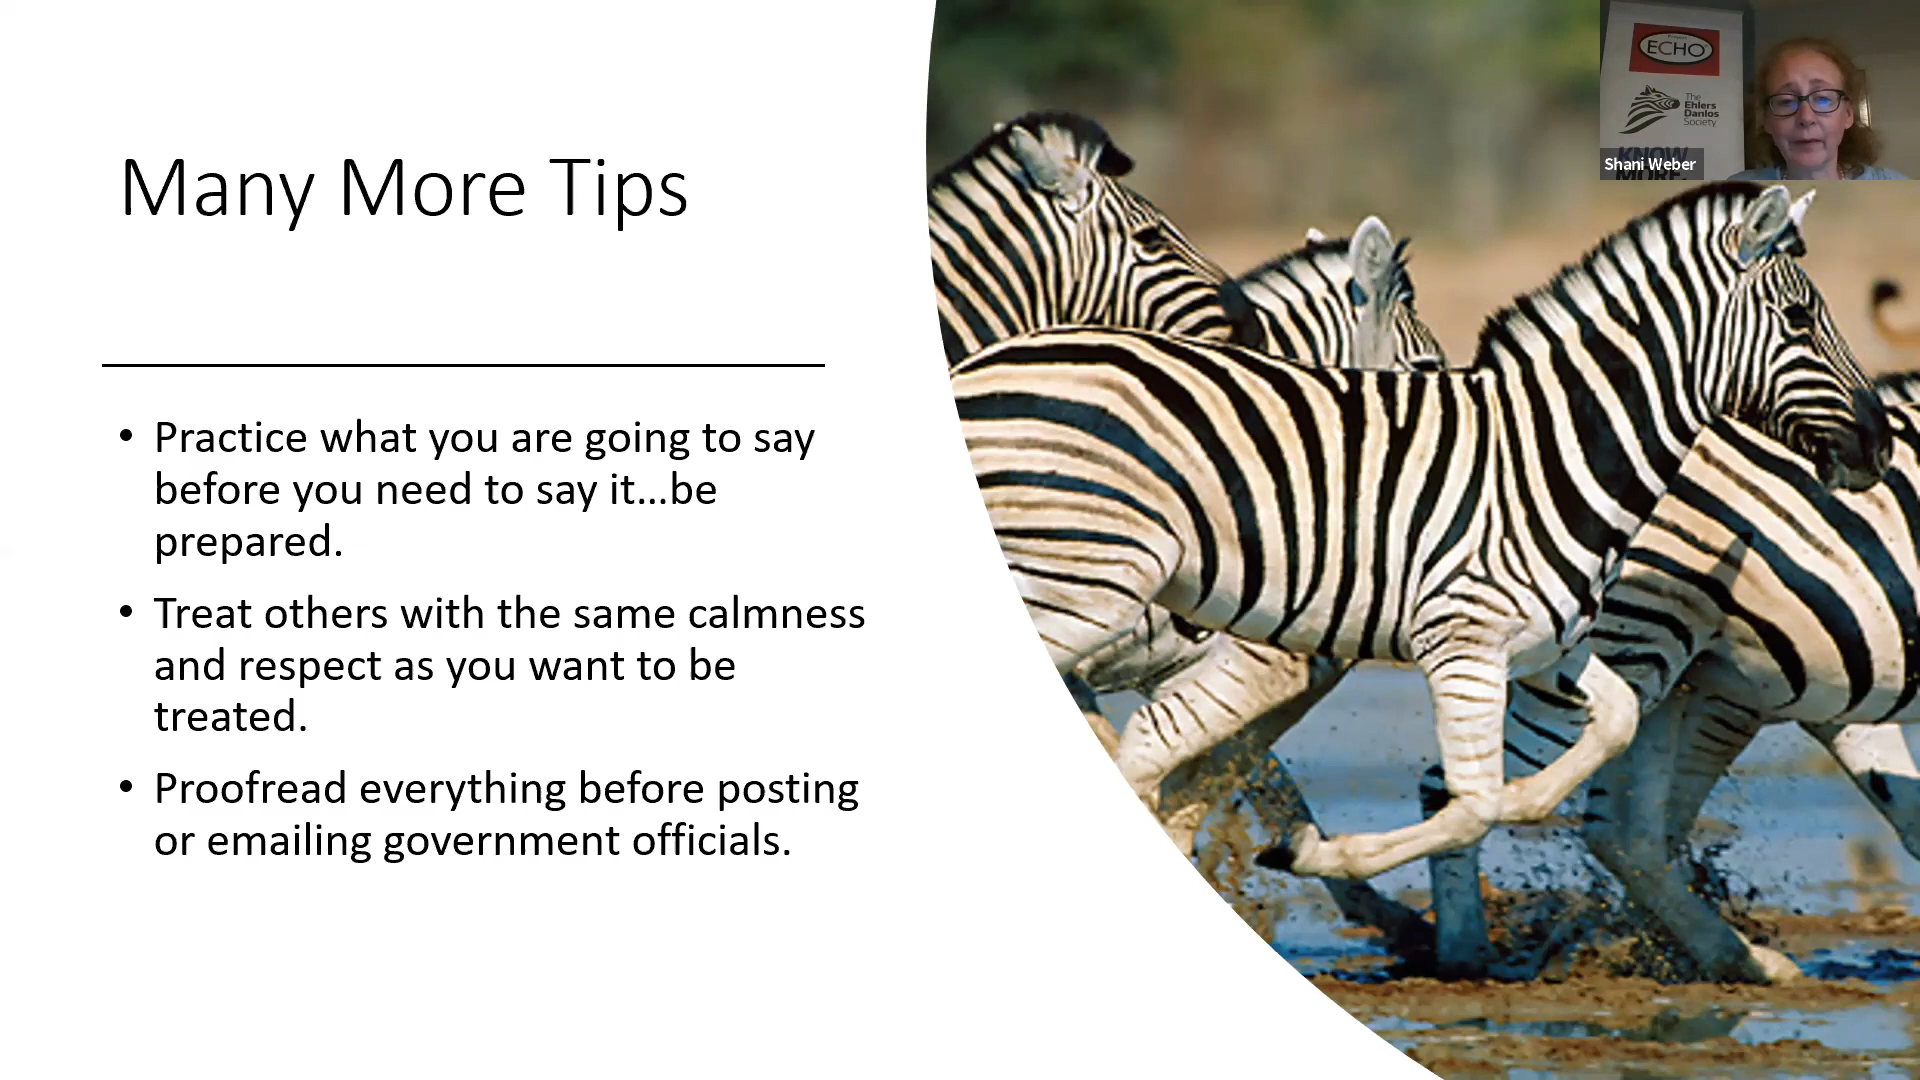 Many More Tips
• Practice what you are going to say
before you need to say it...be
prepared.
• Treat others with the same calmness
and respect as you want to be
treated.
• Proofread everything before posting
or emailing government officials.
ECHO
The
Ehlers
Danlos
Society
KNOW
MORE.
Shani Weber